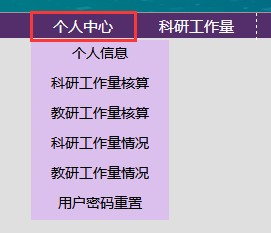 个人中心 科研工作量
个人信息
科研工作量核算
教研工作量核算
科研工作量情况
教研工作量情况
用户密码重置